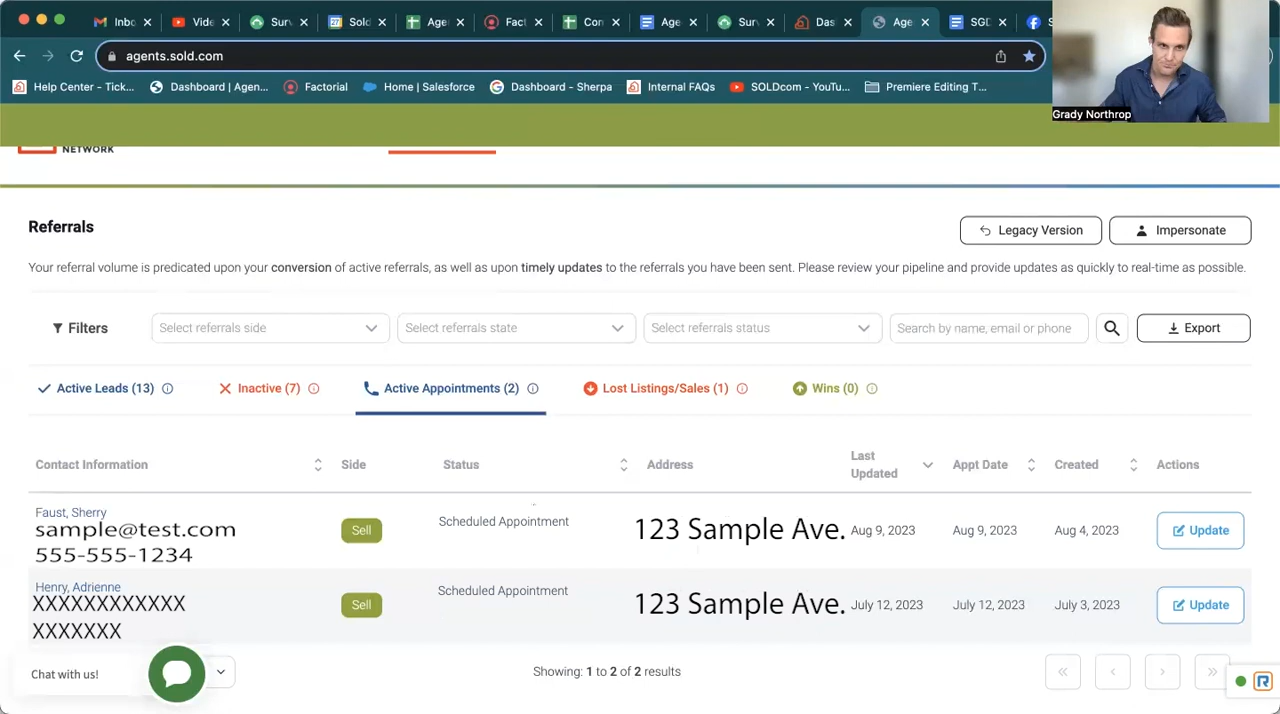 Inbo
Vide
Surv
Sold
Age
Fact
Con
Age
Surv
Das
Age
SGD
agents.sold.com
Help Center - Tick...
Dashboard | Agen...
Factorial
Home | Salesforce
Dashboard - Sherpa
Internal FAQs
SOLDcom - YouTu...
Premiere Editing T...
Grady Northrop
NETWORK
Referrals
Legacy Version
Impersonate
Your referral volume is predicated upon your conversion of active referrals, as well as upon timely updates to the referrals you have been sent. Please review your pipeline and provide updates as quickly to real-time as possible.
Filters
Select referrals side
Select referrals state
Select referrals status
Search by name, email or phone
Export
Active Leads (13)
Inactive (7)
Active Appointments (2)
Lost Listings/Sales (1)
Wins (0)
Contact Information
Side
Status
Address
Last
Updated
Appt Date
Created
Actions
Faust, Sherry
sample@test.com
555-555-1234
Sell
Scheduled Appointment
123 Sample Ave.
Aug 9, 2023
Aug 9, 2023
Aug 4, 2023
Update
Henry, Adrienne
XXXXXXXXXXXX
XXXXXXX
Sell
Scheduled Appointment
123 Sample Ave.
July 12, 2023
July 12, 2023
July 3, 2023
Update
Chat with us!
Showing: 1 to 2 of 2 results